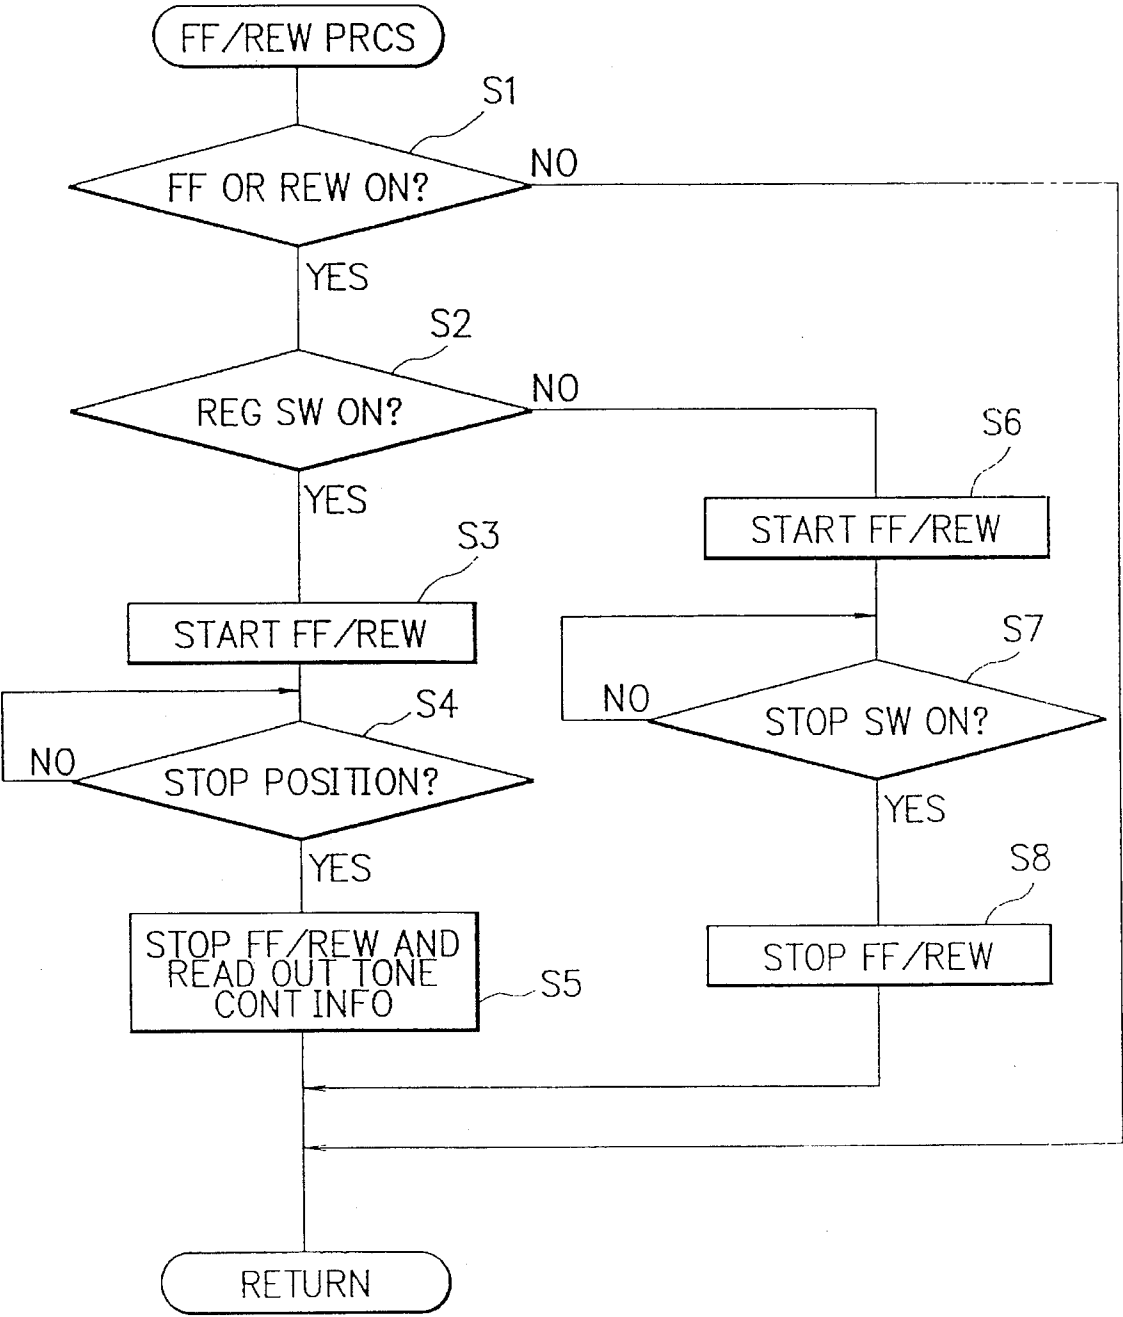 FF/REW PRCS
S1
FF OR REW ON?
NO
YES
S2
REG SW ON?
NO
YES
S6
START FF/REW
S3
START FF/REW
S7
STOP SW ON?
NO
YES
S4
STOP POSITION?
NO
YES
S8
STOP FF/REW
STOP FF/REW AND
READ OUT TONE
CONT INFO
S5
RETURN